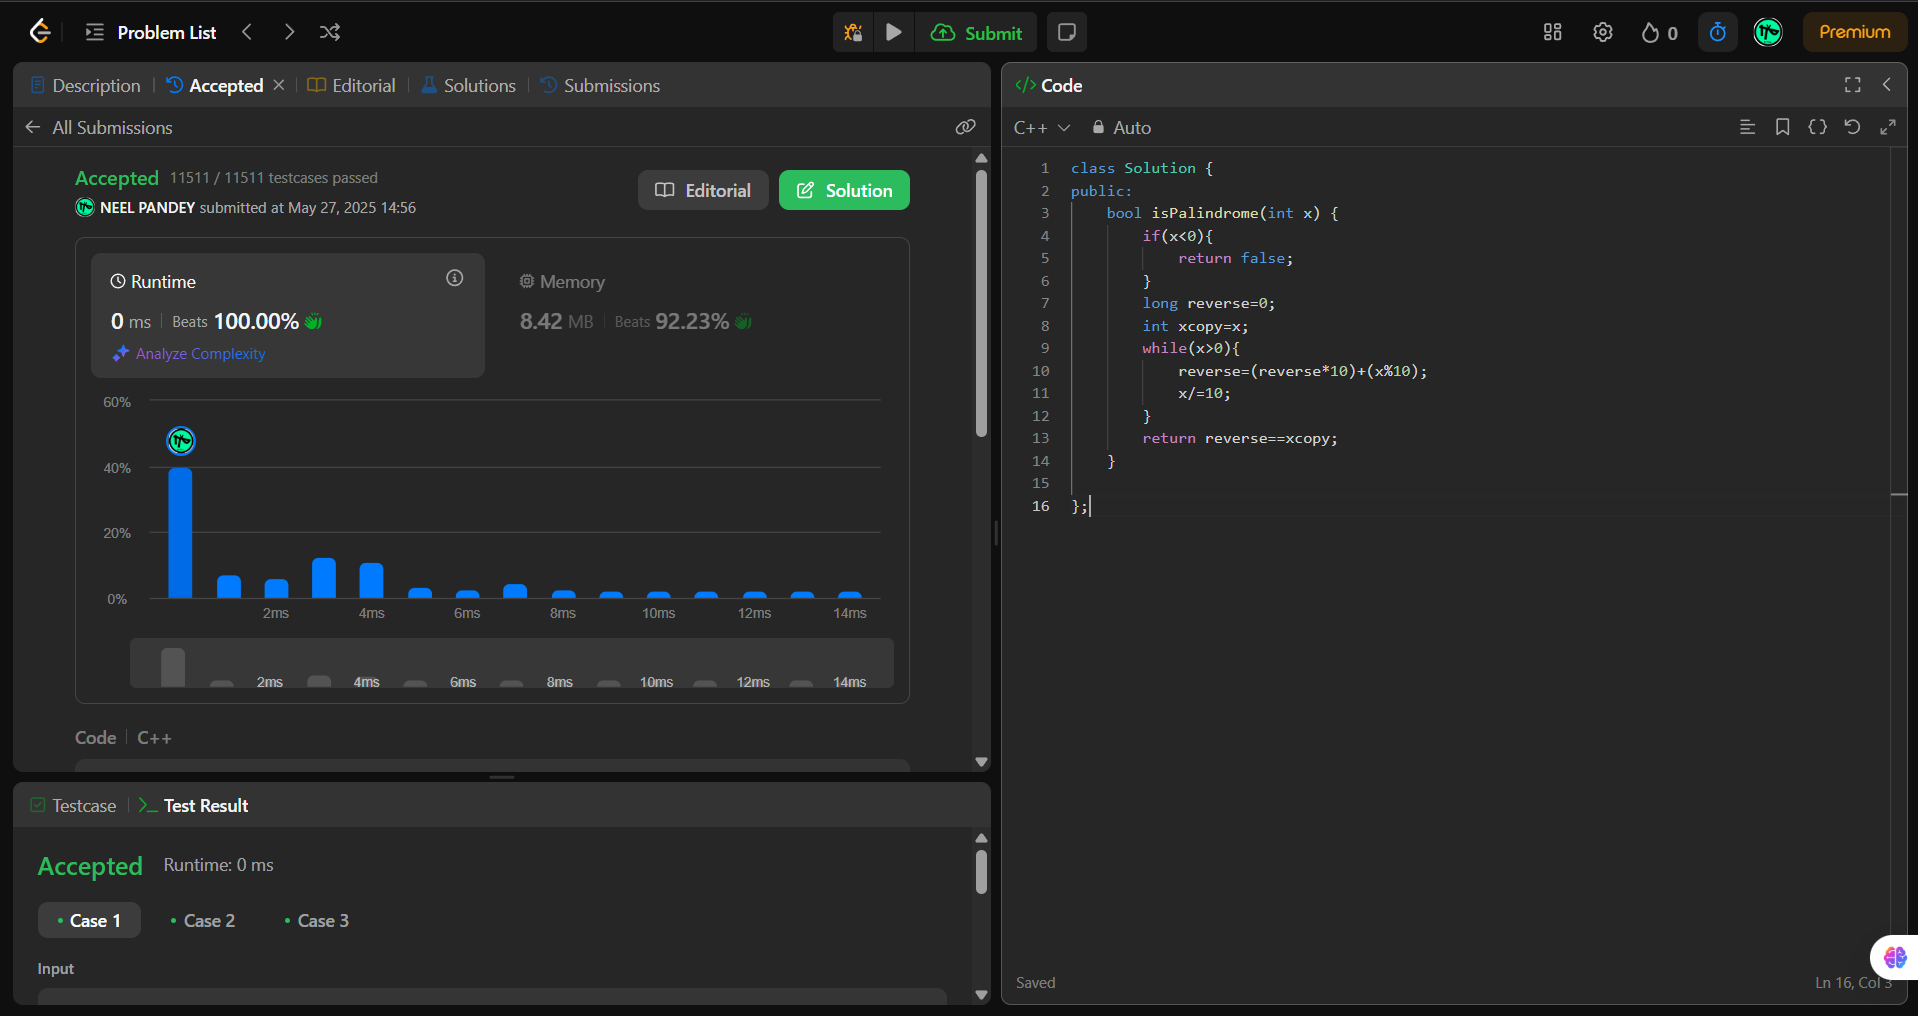 Problem List
Submit
0
Premium
Description
Accepted
Editorial
Solutions
Submissions
All Submissions
Accepted 11511 / 11511 testcases passed
NEEL PANDEY submitted at May 27, 2025 14:56
Editorial
Solution
Runtime
0 ms Beats 100.00%
Analyze Complexity
Memory
8.42 MB Beats 92.23%
60%
40%
20%
0%
2ms 4ms 6ms 8ms 10ms 12ms 14ms
2ms 4ms 6ms 8ms 10ms 12ms 14ms
Code C++
Testcase
>_ Test Result
Accepted Runtime: 0 ms
Case 1 Case 2 Case 3
Input
</> Code
C++ Auto
1 class Solution {
2 public:
3     bool isPalindrome(int x) {
4         if(x<0){
5             return false;
6         }
7         long reverse=0;
8         int xcopy=x;
9         while(x>0){
10             reverse=(reverse*10)+(x%10);
11             x/=10;
12         }
13         return reverse==xcopy;
14     }
15
16 };
Saved
Ln 16, Col 3